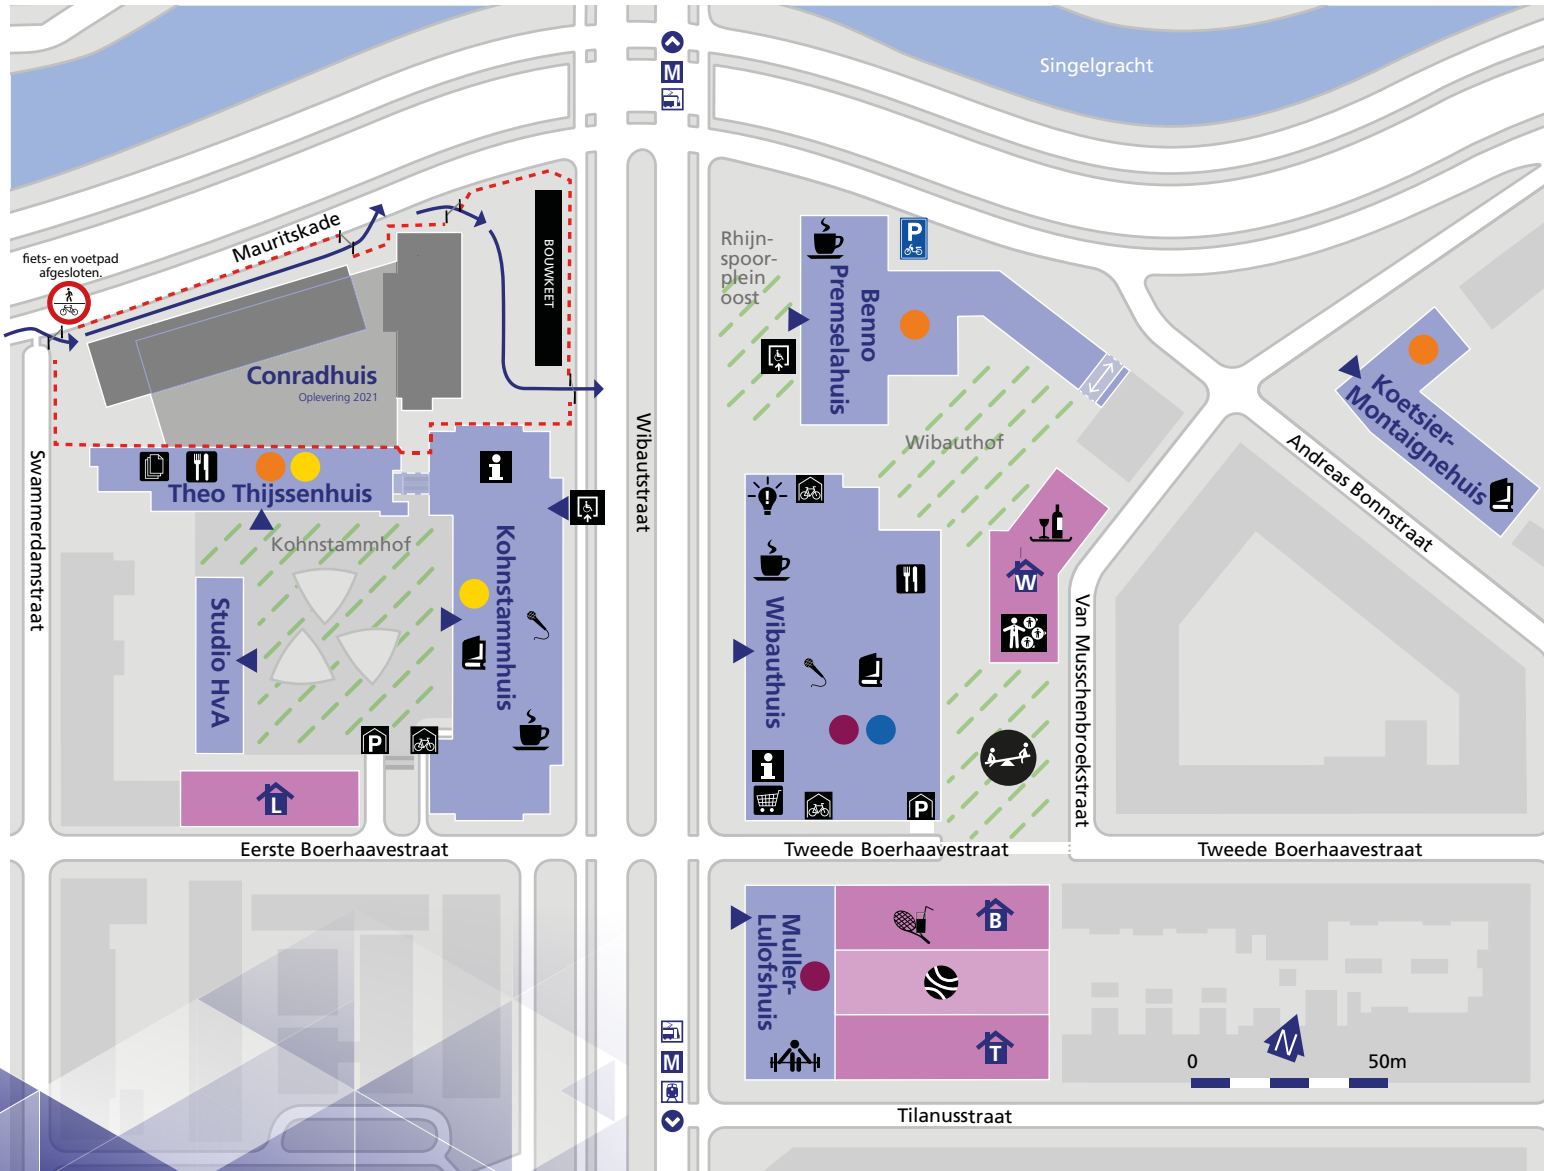 Singelgracht
M
Mauritskade
fiets- en voetpad
afgesloten.
BOUWKEET
Rhijn-
spoor-
plein
oost
P
Benno
Premselahuis
Conradhuis
Oplevering 2021
Koetsier-
Montaignehuis
Wibauthof
Andreas Bonnstraat
Swammerdamstraat
Theo Thijssenhuis
i
Wibautstraat
Kohnstammhof
Kohnstammhuis
Studio HvA
Wibauthuis
W
Van Musschenbroekstraat
P
L
i
P
Eerste Boerhaavestraat
Tweede Boerhaavestraat
Tweede Boerhaavestraat
Muller-
Lulofshuis
B
T
M
N
0
50m
Tilanusstraat